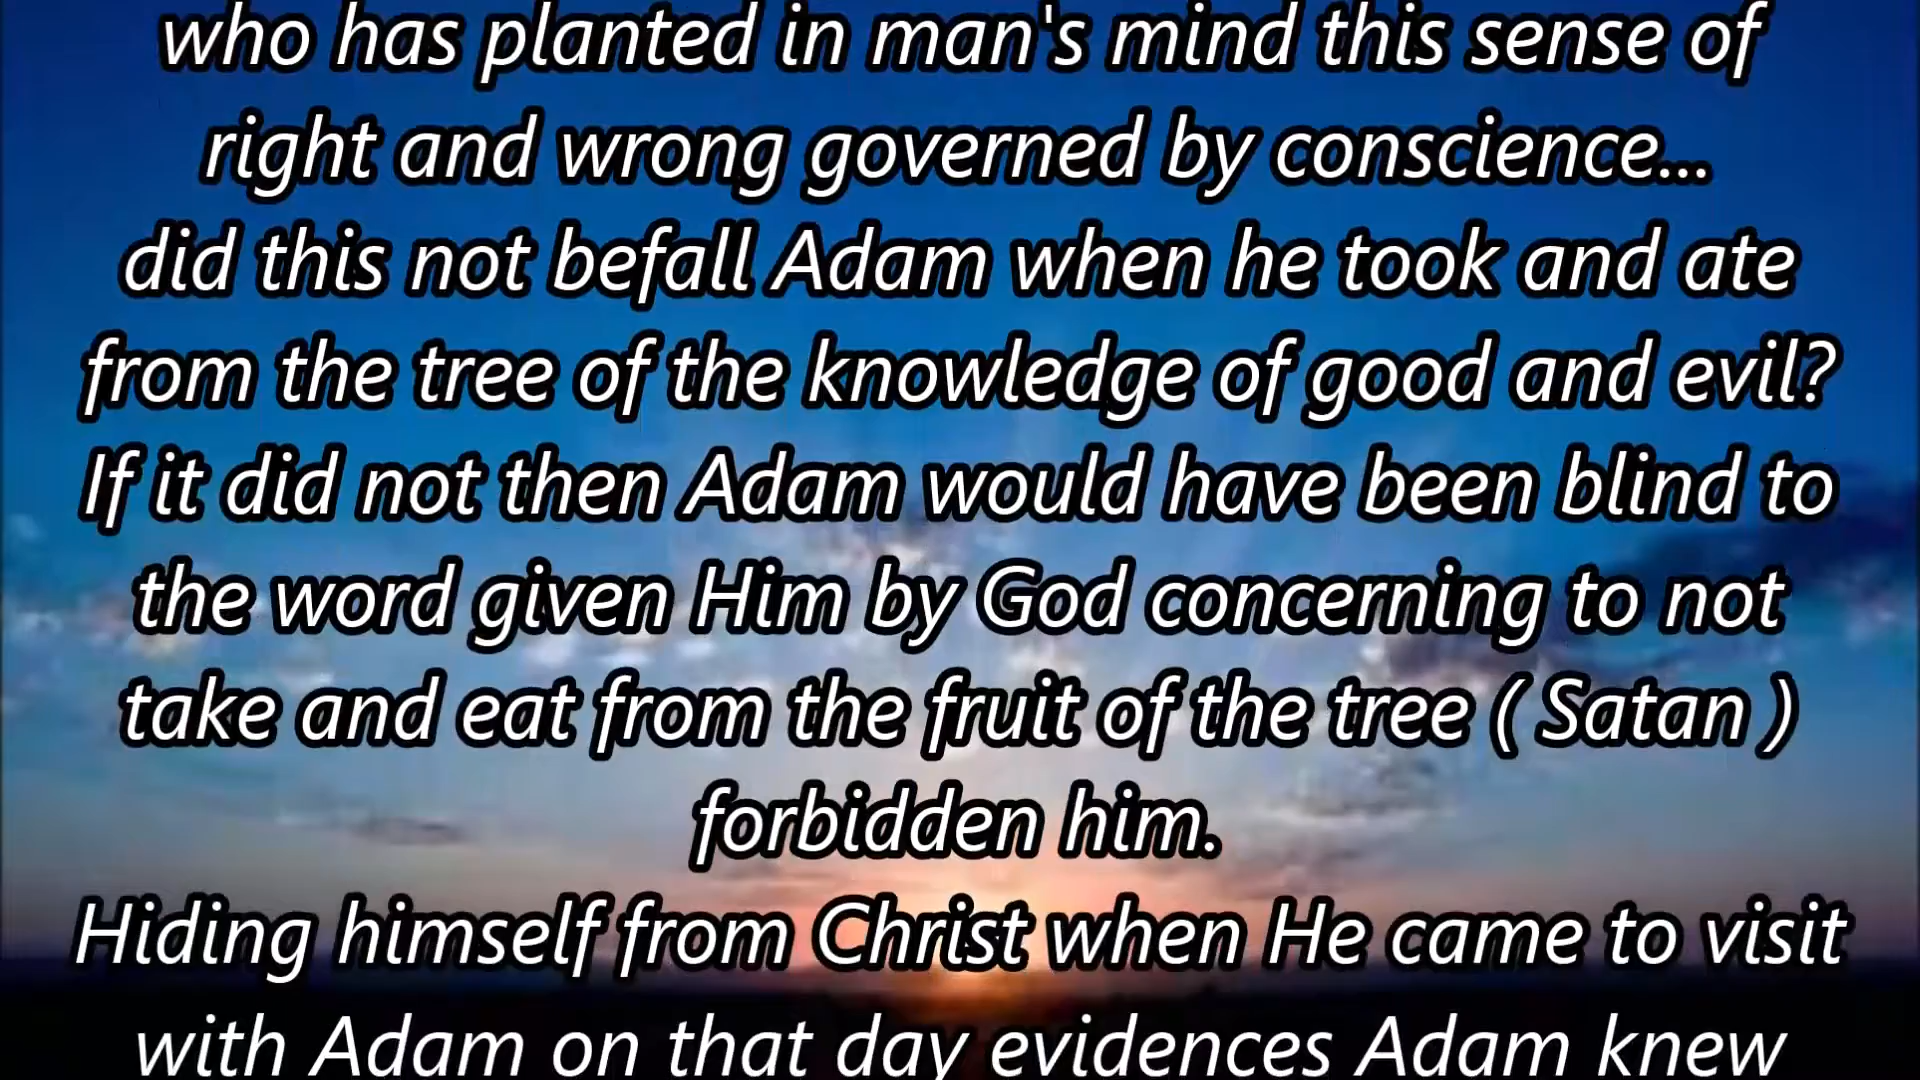 who has planted in man's mind this sense of
right and wrong governed by conscience...
did this not befall Adam when he took and ate
from the tree of the knowledge of good and evil?
If it did not then Adam would have been blind to
the word given Him by God concerning to not
take and eat from the fruit of the tree ( Satan )
forbidden him.
Hiding himself from Christ when He came to visit
with Adam on that day evidences Adam knew